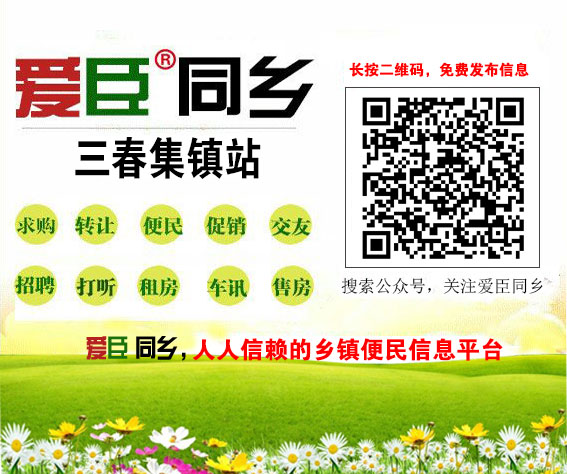 爱臣®同乡
三春集镇站
求购 转让 便民 促销 交友
招聘 打听 租房 车讯 售房
长按二维码，免费发布信息
搜索公众号，关注爱臣同乡
爱臣同乡，人人信赖的乡镇便民信息平台